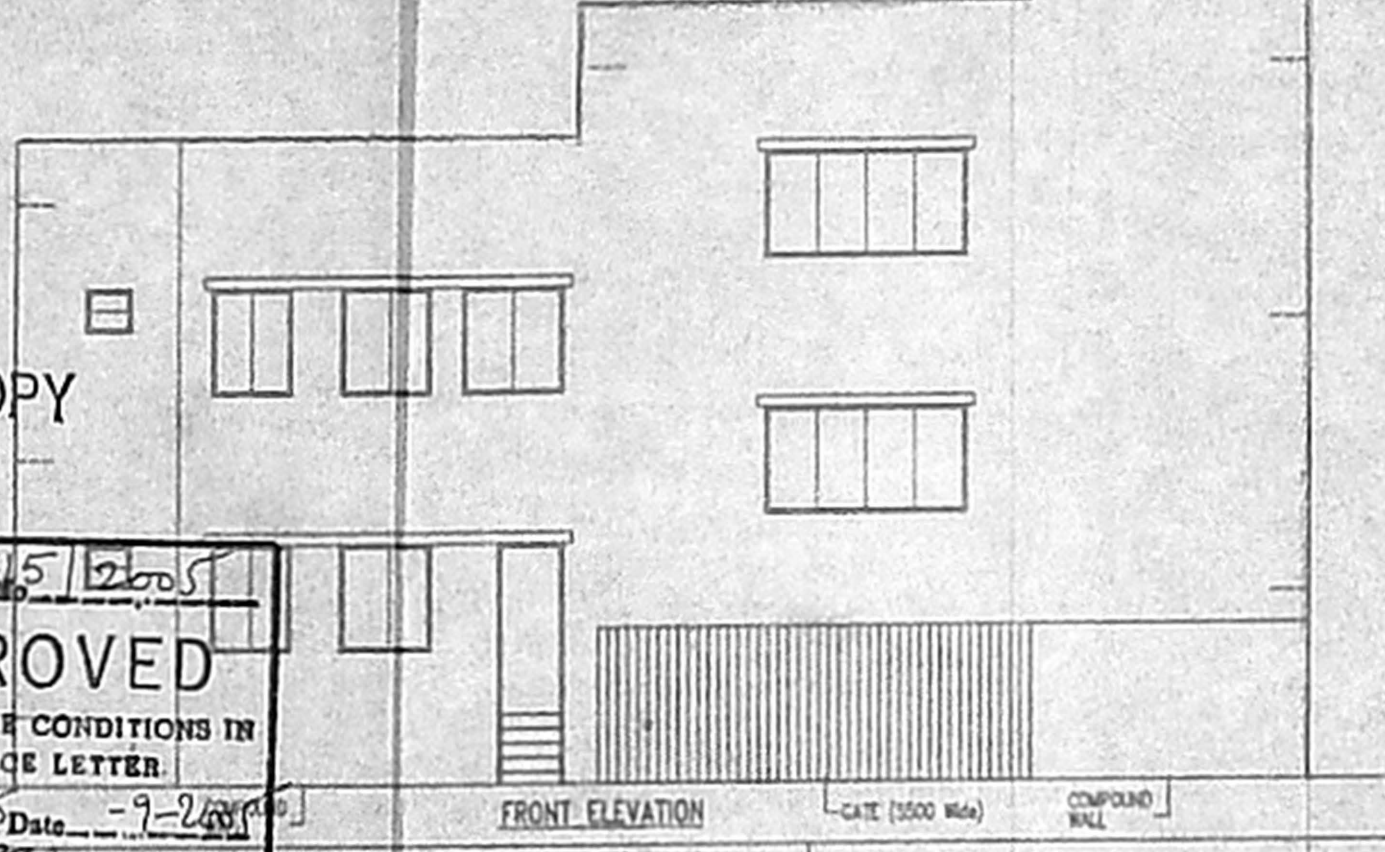 OPY
5/2005
ROVED
E CONDITIONS IN
CE LETTER
Date -9-2005
FRONT ELEVATION
GATE (3500 Wide)
COMPOUND
WALL